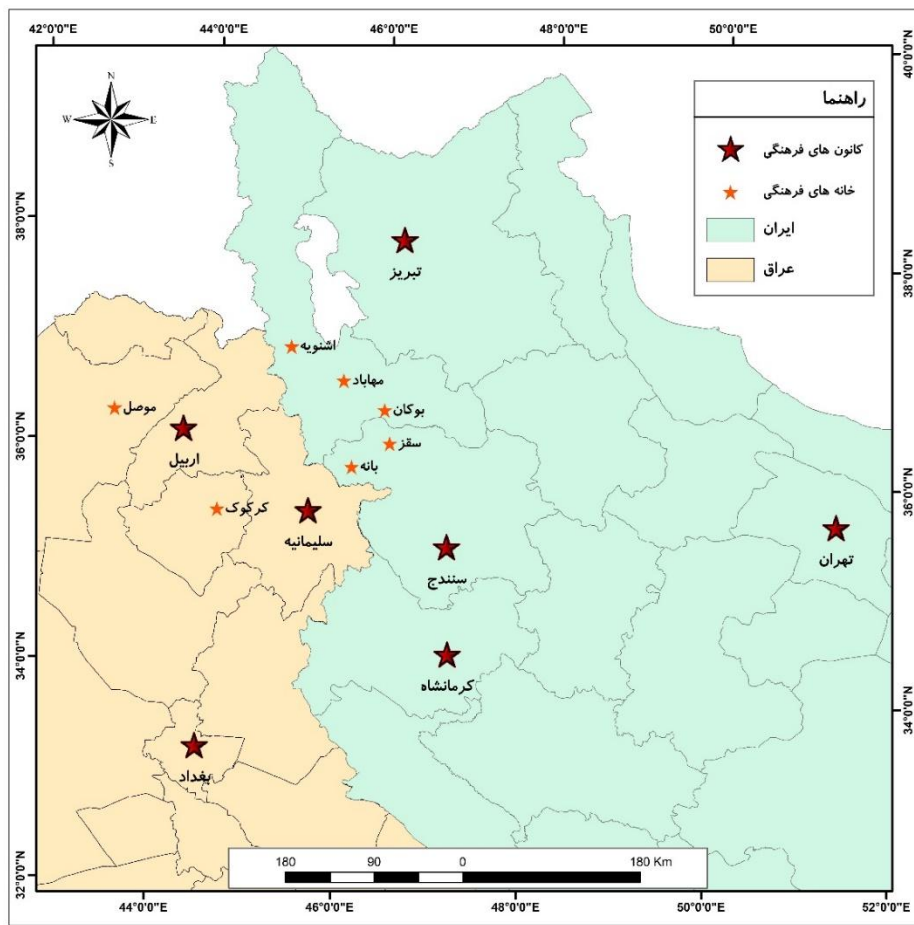 42°0'0"E 44°0'0"E 46°0'0"E 48°0'0"E 50°0'0"E
40°0'0"N
38°0'0"N
36°0'0"N
34°0'0"N
32°0'0"N
N
W E
S
راهنما
کانون های فرهنگی
خانه های فرهنگی
ایران
عراق
تبریز
اشنویه
مهاباد
بوکان
سقز
بانه
موصل
اربیل
کرکوک
سلیمانیه
سنندج
تهران
کرمانشاه
بغداد
38°0'0"N
36°0'0"N
34°0'0"N
180 90 0 180 Km
44°0'0"E 46°0'0"E 48°0'0"E 50°0'0"E 52°0'0"E